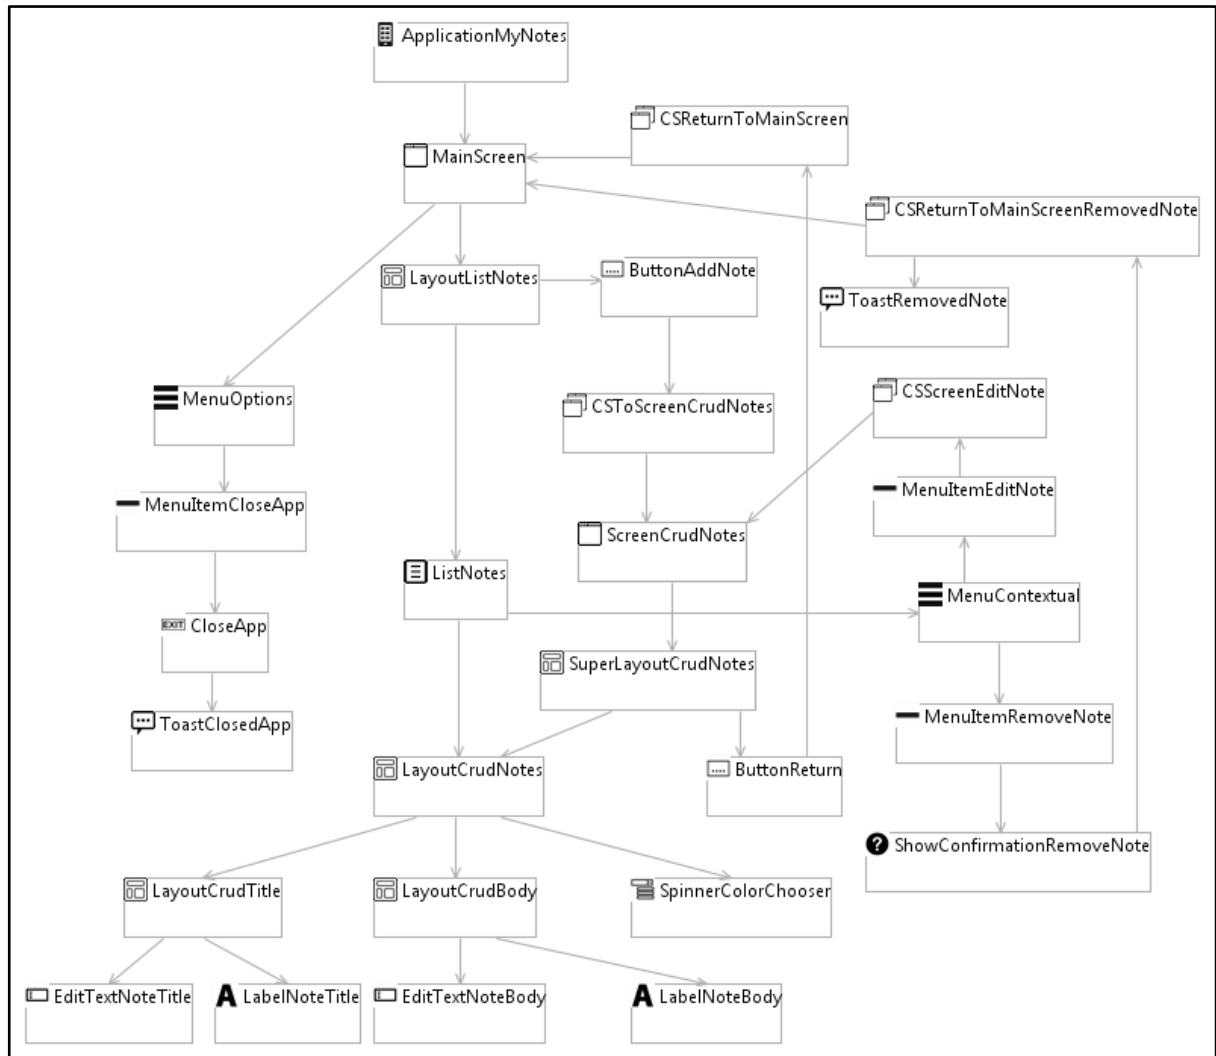 ApplicationMyNotes
CSReturnToMainScreen
MainScreen
CSReturnToMainScreenRemovedNote
LayoutListNotes
ButtonAddNote
ToastRemovedNote
MenuOptions
CSToScreenCrudNotes
CSScreenEditNote
MenuItemCloseApp
MenuItemEditNote
ScreenCrudNotes
ListNotes
MenuContextual
EXIT CloseApp
SuperLayoutCrudNotes
ToastClosedApp
MenuItemRemoveNote
LayoutCrudNotes
ButtonReturn
? ShowConfirmationRemoveNote
LayoutCrudTitle
LayoutCrudBody
SpinnerColorChooser
EditTextNoteTitle
A LabelNoteTitle
EditTextNoteBody
A LabelNoteBody